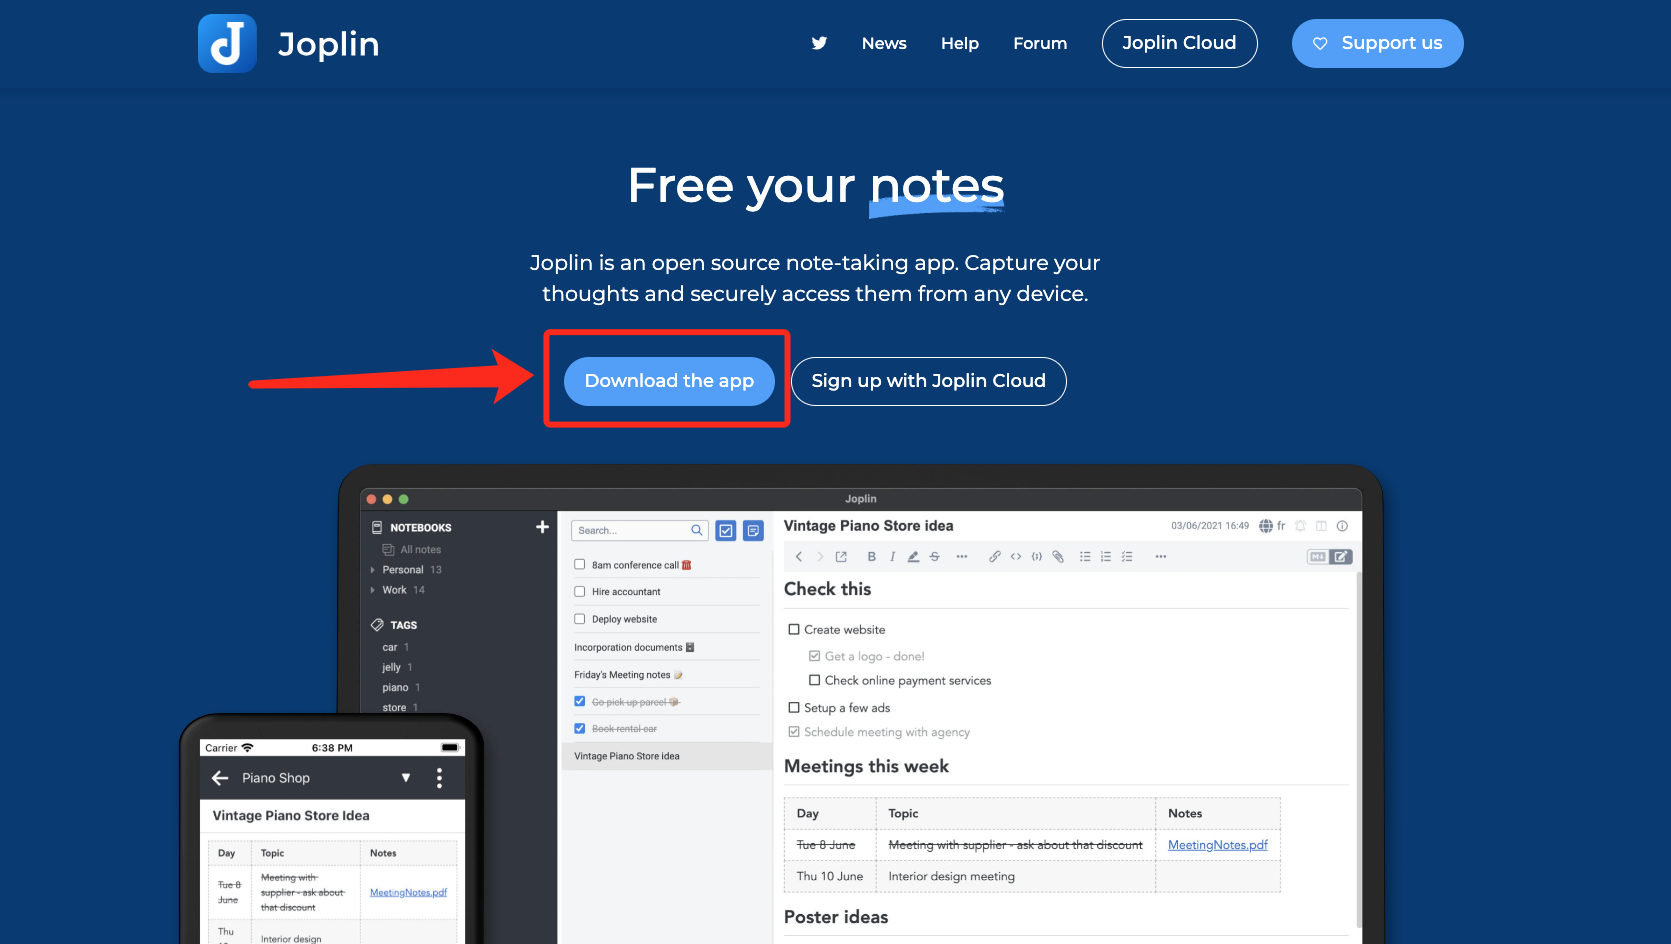 Joplin
News
Help
Forum
Joplin Cloud
Support us
Free your notes
Joplin is an open source note-taking app. Capture your
thoughts and securely access them from any device.
Download the app
Sign up with Joplin Cloud
Joplin
NOTEBOOKS
All notes
Personal 13
Work 14
TAGS
car 1
jelly 1
piano 1
store 1
Search...
8am conference call
Hire accountant
Deploy website
Incorporation documents
Friday's Meeting notes
Go pick up parcel
Book rental car
Vintage Piano Store idea
Vintage Piano Store idea
03/06/2021 16:49
fr
B I S
Check this
Create website
Get a logo - done!
Check online payment services
Setup a few ads
Schedule meeting with agency
Meetings this week
Day Topic Notes
Tue 8 June Meeting with supplier - ask about that discount MeetingNotes.pdf
Thu 10 June Interior design meeting
Poster ideas
Carrier 6:38 PM
Piano Shop
Vintage Piano Store Idea
Day Topic Notes
Tue 8
June
Meeting with
supplier - ask about
that discount
MeetingNotes.pdf
Thu
Interior design